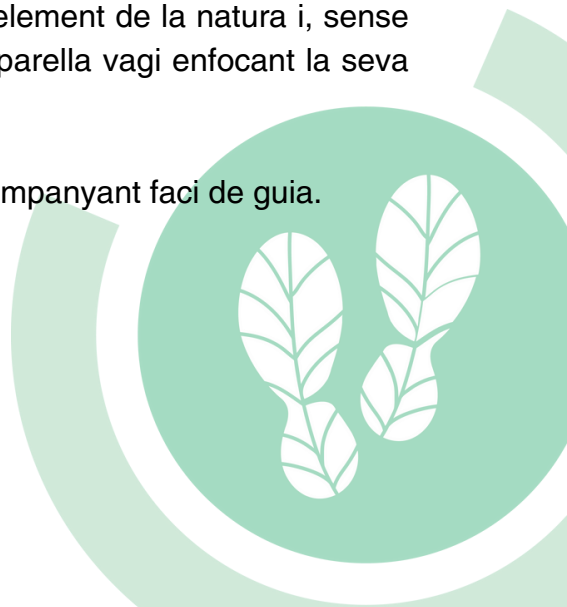 element de la natura i, sense
parella vagi enfocant la seva
mpanyant faci de guia.